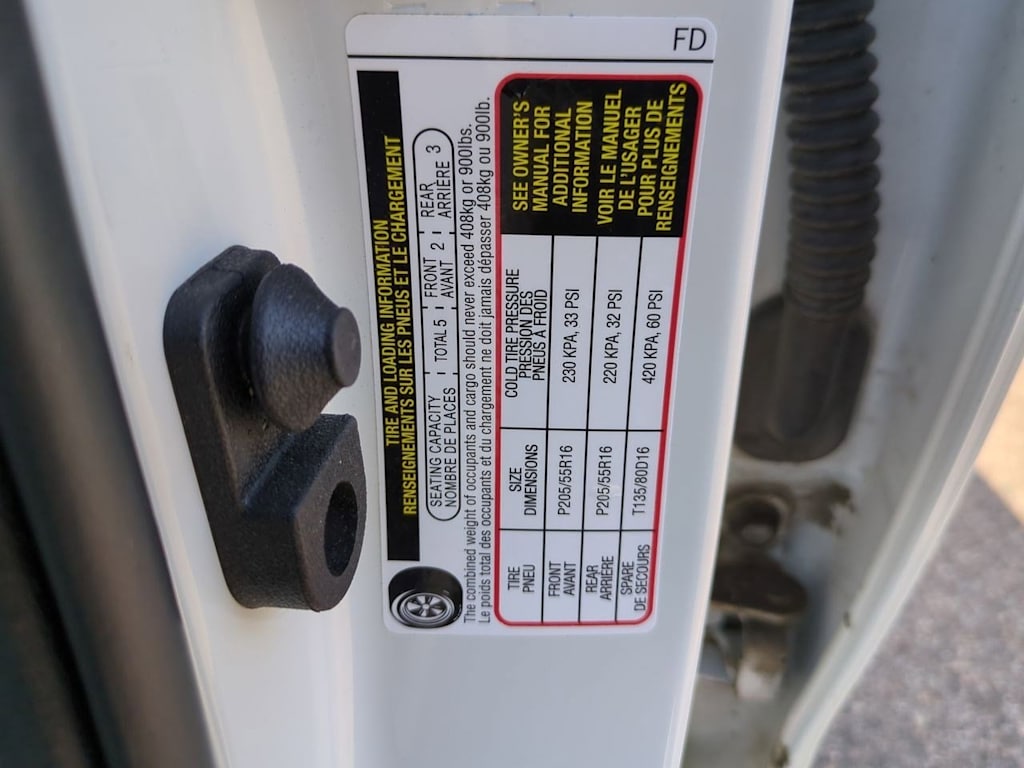 FD
TIRE AND LOADING INFORMATION
RENSEIGNEMENTS SUR LES PNEUS ET LE CHARGEMENT
SEATING CAPACITY TOTAL 5 FRONT 2 REAR 3
NOMBRE DE PLACES AVANT ARRIÈRE
The combined weight of occupants and cargo should never exceed 408kg or 900lbs.
Le poids total des occupants et du chargement ne doit jamais dépasser 408kg ou 900lb.
TIRE SIZE COLD TIRE PRESSURE
PNEU DIMENSIONS PRESSION DES
PNEUS A FROID
FRONT P205/55R16 230 KPA, 33 PSI
AVANT
REAR P205/55R16 220 KPA, 32 PSI
ARRIERE
SPARE T135/80D16 420 KPA, 60 PSI
DE SECOURS
SEE OWNER'S
MANUAL FOR
ADDITIONAL
INFORMATION
VOIR LE MANUEL
DE L'USAGER
POUR PLUS DE
RENSEIGNEMENTS